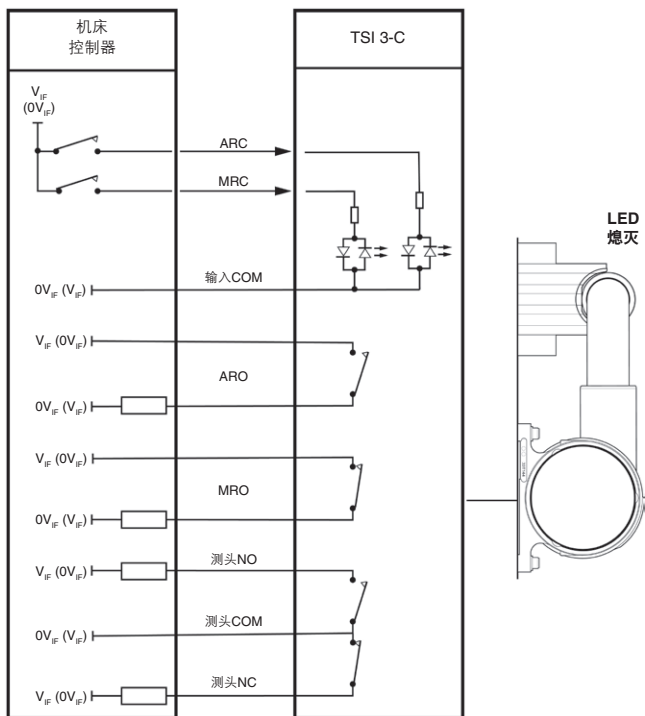 机床
控制器
TSI 3-C
V_IF
(0V_IF)
ARC
MRC
输入COM
0V_IF (V_IF)
V_IF (0V_IF)
ARO
0V_IF (V_IF)
V_IF (0V_IF)
MRO
0V_IF (V_IF)
测头NO
V_IF (0V_IF)
测头COM
0V_IF (V_IF)
测头NC
V_IF (0V_IF)
LED
熄灭